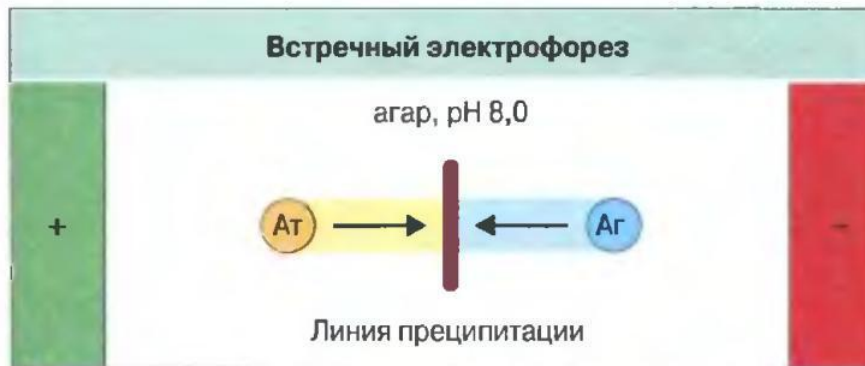 Встречный электрофорез
агар, pH 8,0
+ Ат Аг -
Линия преципитации